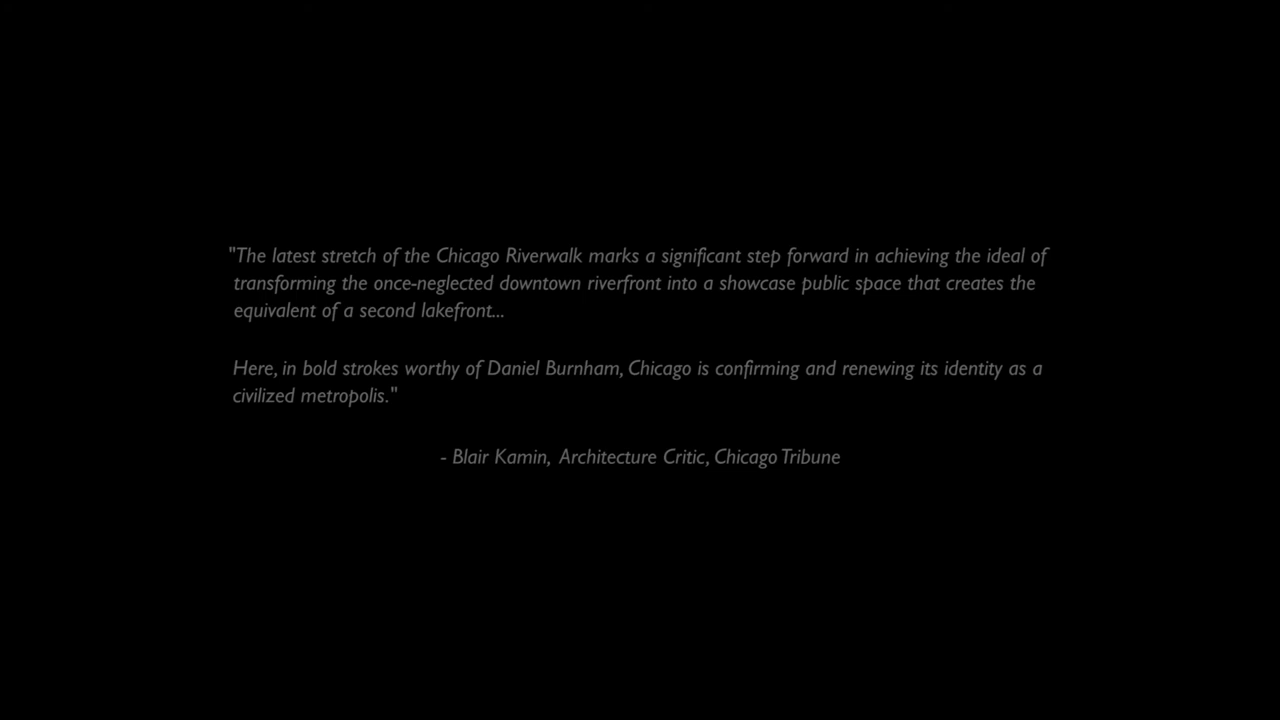 "The latest stretch of the Chicago Riverwalk marks a significant step forward in achieving the ideal of
transforming the once-neglected downtown riverfront into a showcase public space that creates the
equivalent of a second lakefront...
Here, in bold strokes worthy of Daniel Burnham, Chicago is confirming and renewing its identity as a
civilized metropolis."
- Blair Kamin, Architecture Critic, Chicago Tribune